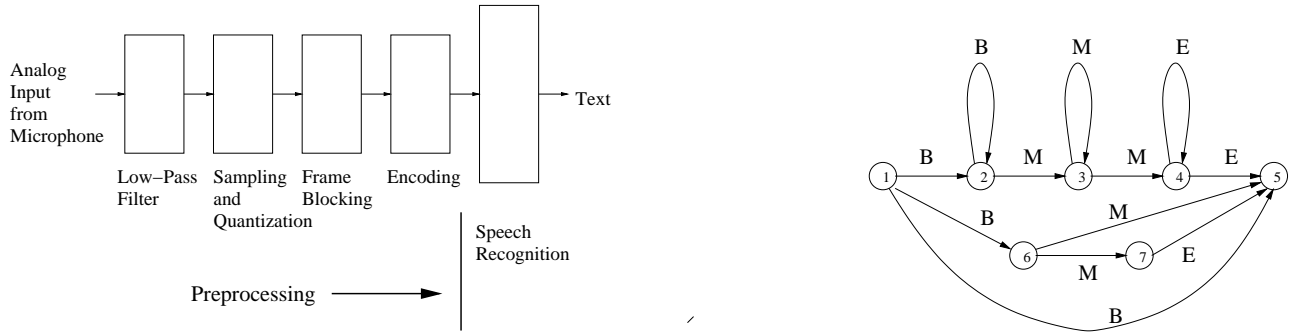 Analog
Input
from
Microphone
Low–Pass
Filter
Sampling
and
Quantization
Frame
Blocking
Encoding
Text
Speech
Recognition
Preprocessing
B M E
B M M E
1 2 3 4 5
B M
6 7
M E
B